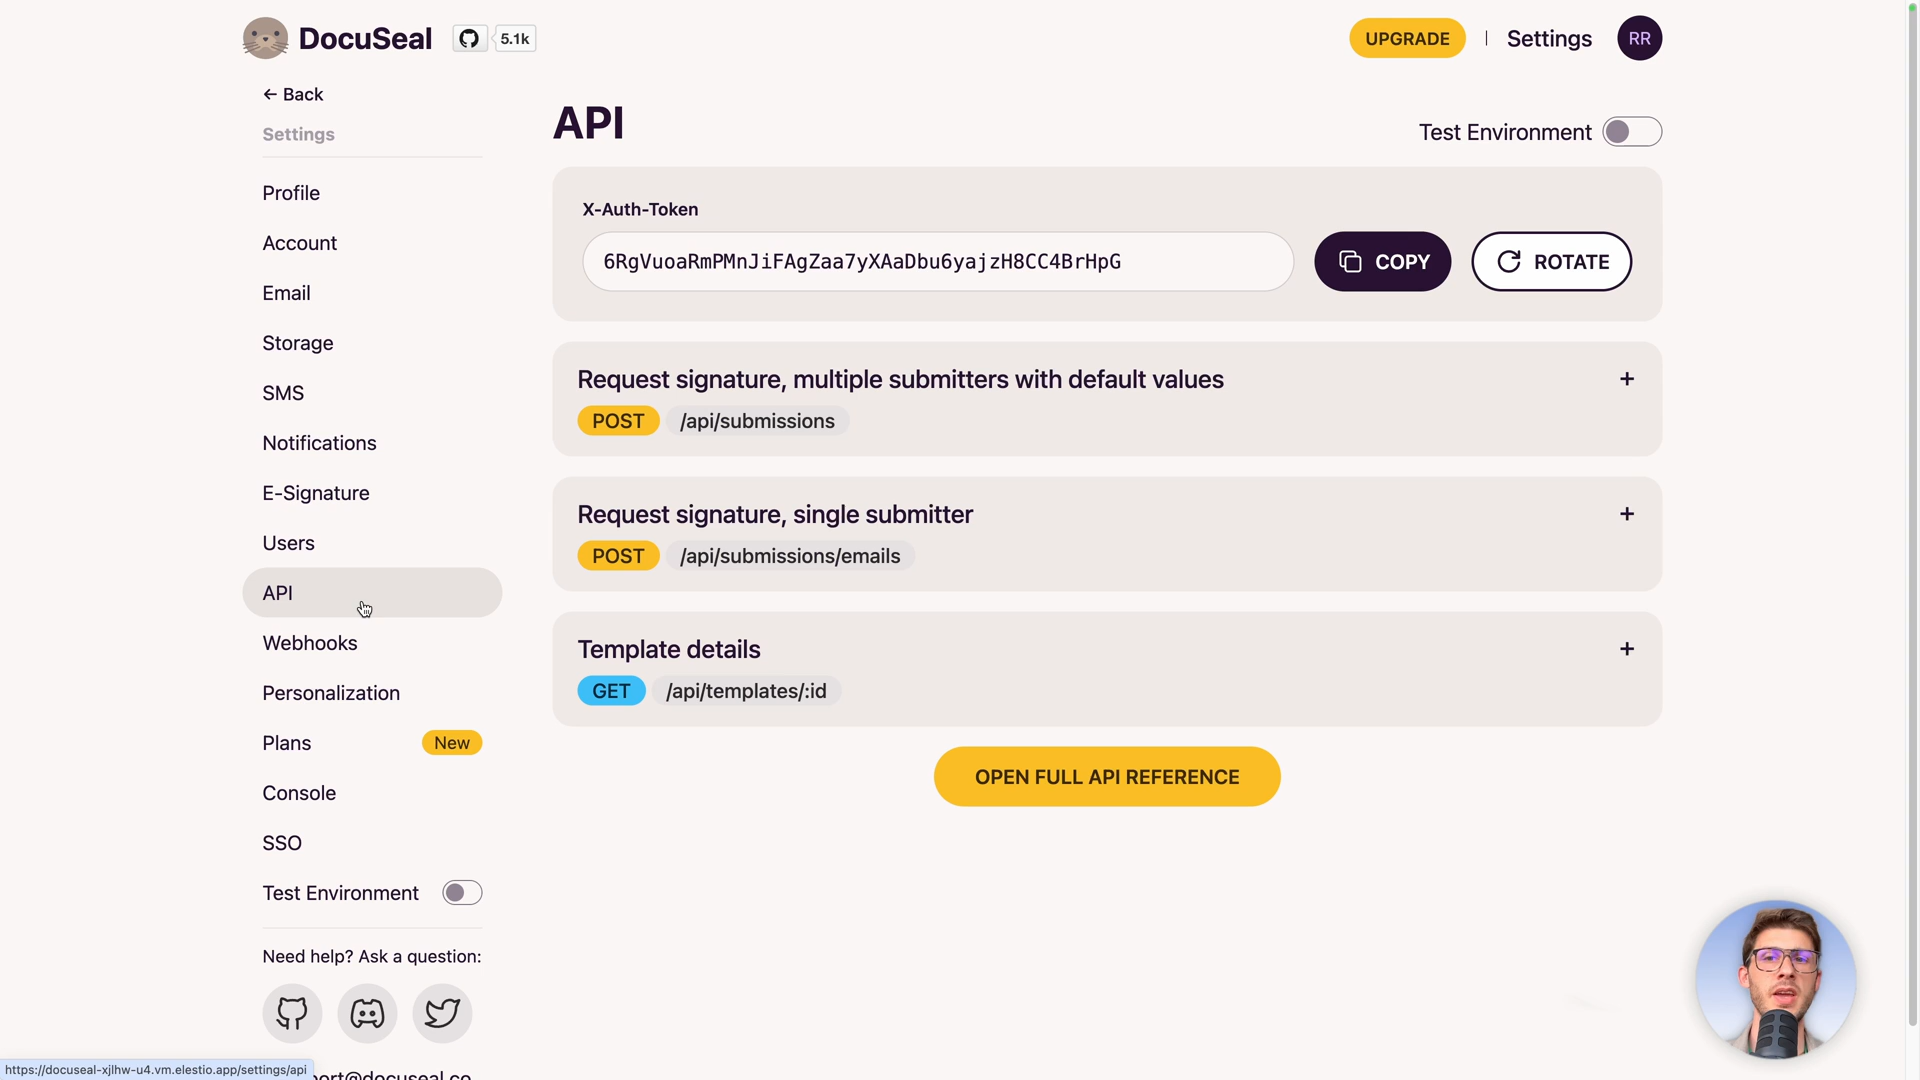 DocuSeal
5.1k
UPGRADE
Settings
RR
← Back
Settings
Profile
Account
Email
Storage
SMS
Notifications
E-Signature
Users
API
Webhooks
Personalization
Plans
New
Console
SSO
Test Environment
Need help? Ask a question:
ort@docuseal.co
https://docuseal-xjlhw-u4.vm.elestio.app/settings/api
API
Test Environment
X-Auth-Token
6RgVuoaRmPMnJiFAgZaa7yXAaDbu6yajzH8CC4BrHpG
COPY
ROTATE
Request signature, multiple submitters with default values
+
POST /api/submissions
Request signature, single submitter
+
POST /api/submissions/emails
Template details
+
GET /api/templates/:id
OPEN FULL API REFERENCE